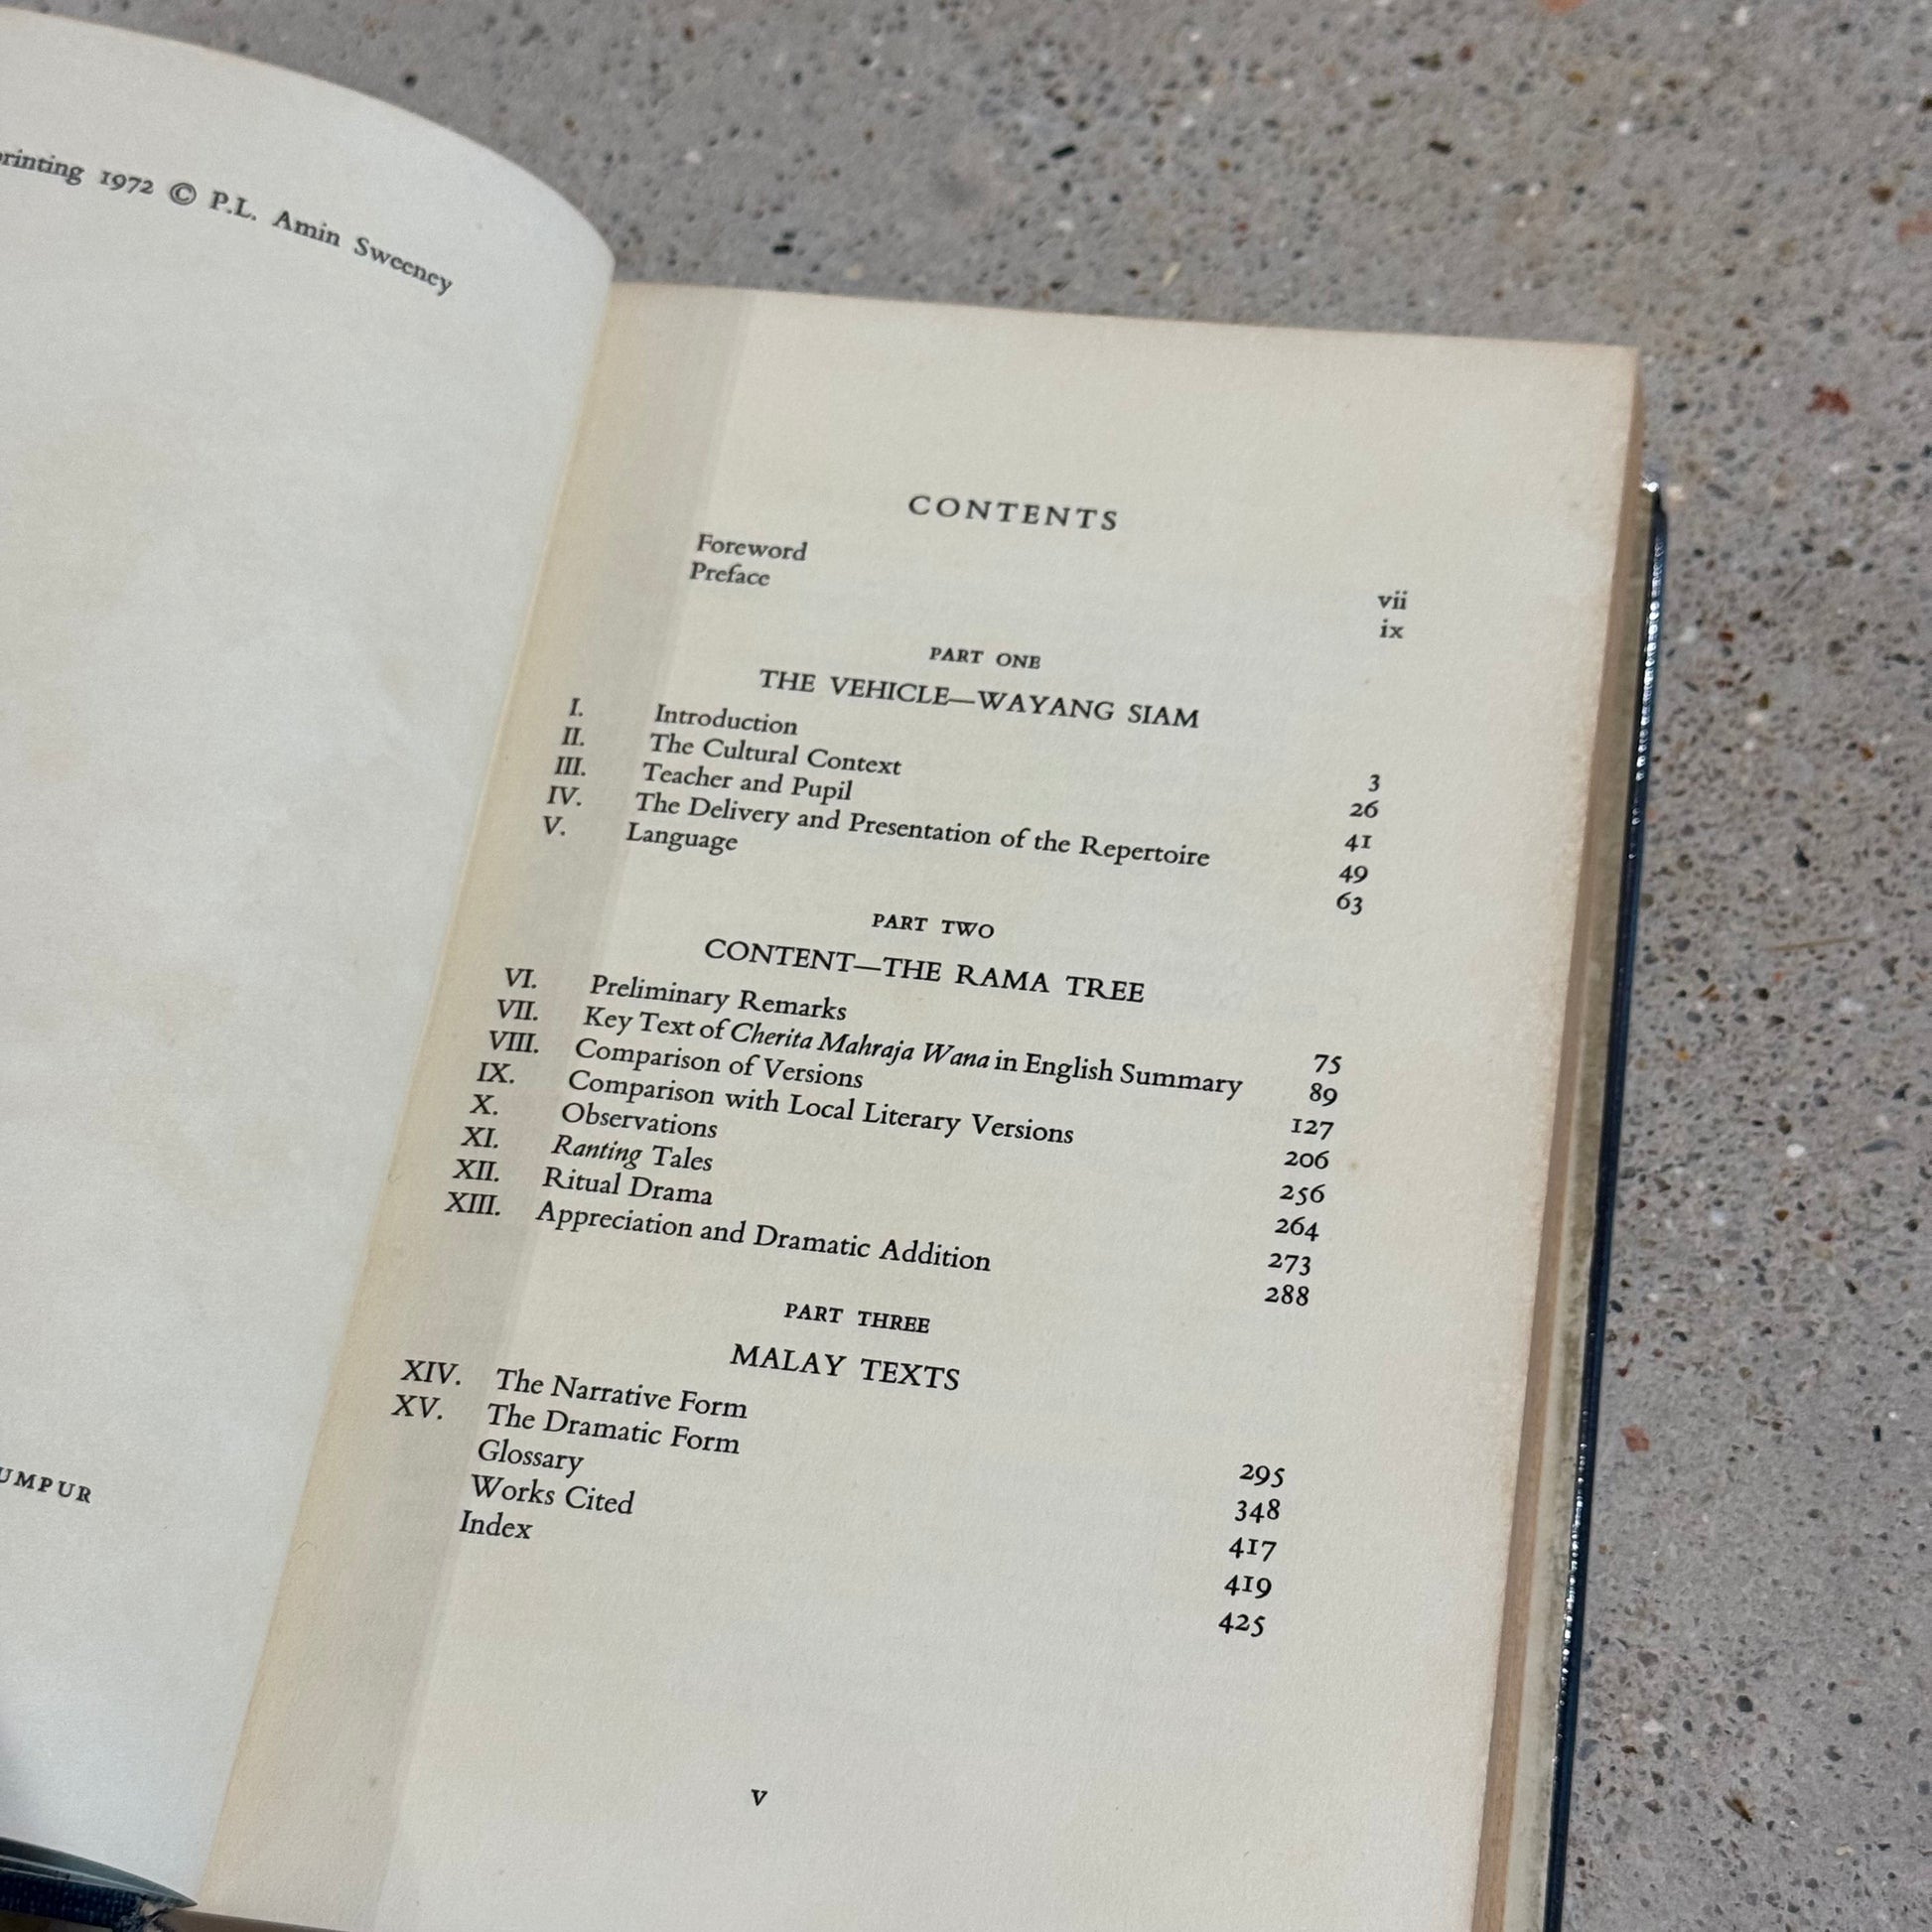 printing 1972 © P.L. Amin Sweeney
UMPUR
CONTENTS
Foreword vii
Preface ix
PART ONE
THE VEHICLE—WAYANG SIAM
I. Introduction 3
II. The Cultural Context 26
III. Teacher and Pupil 41
IV. The Delivery and Presentation of the Repertoire 49
V. Language 63
PART TWO
CONTENT—THE RAMA TREE
VI. Preliminary Remarks 75
VII. Key Text of Cherita Mahraja Wana in English Summary 89
VIII. Comparison of Versions 127
IX. Comparison with Local Literary Versions 206
X. Observations 256
XI. Ranting Tales 264
XII. Ritual Drama 273
XIII. Appreciation and Dramatic Addition 288
PART THREE
MALAY TEXTS
XIV. The Narrative Form 295
XV. The Dramatic Form 348
Glossary 417
Works Cited 419
Index 425
v